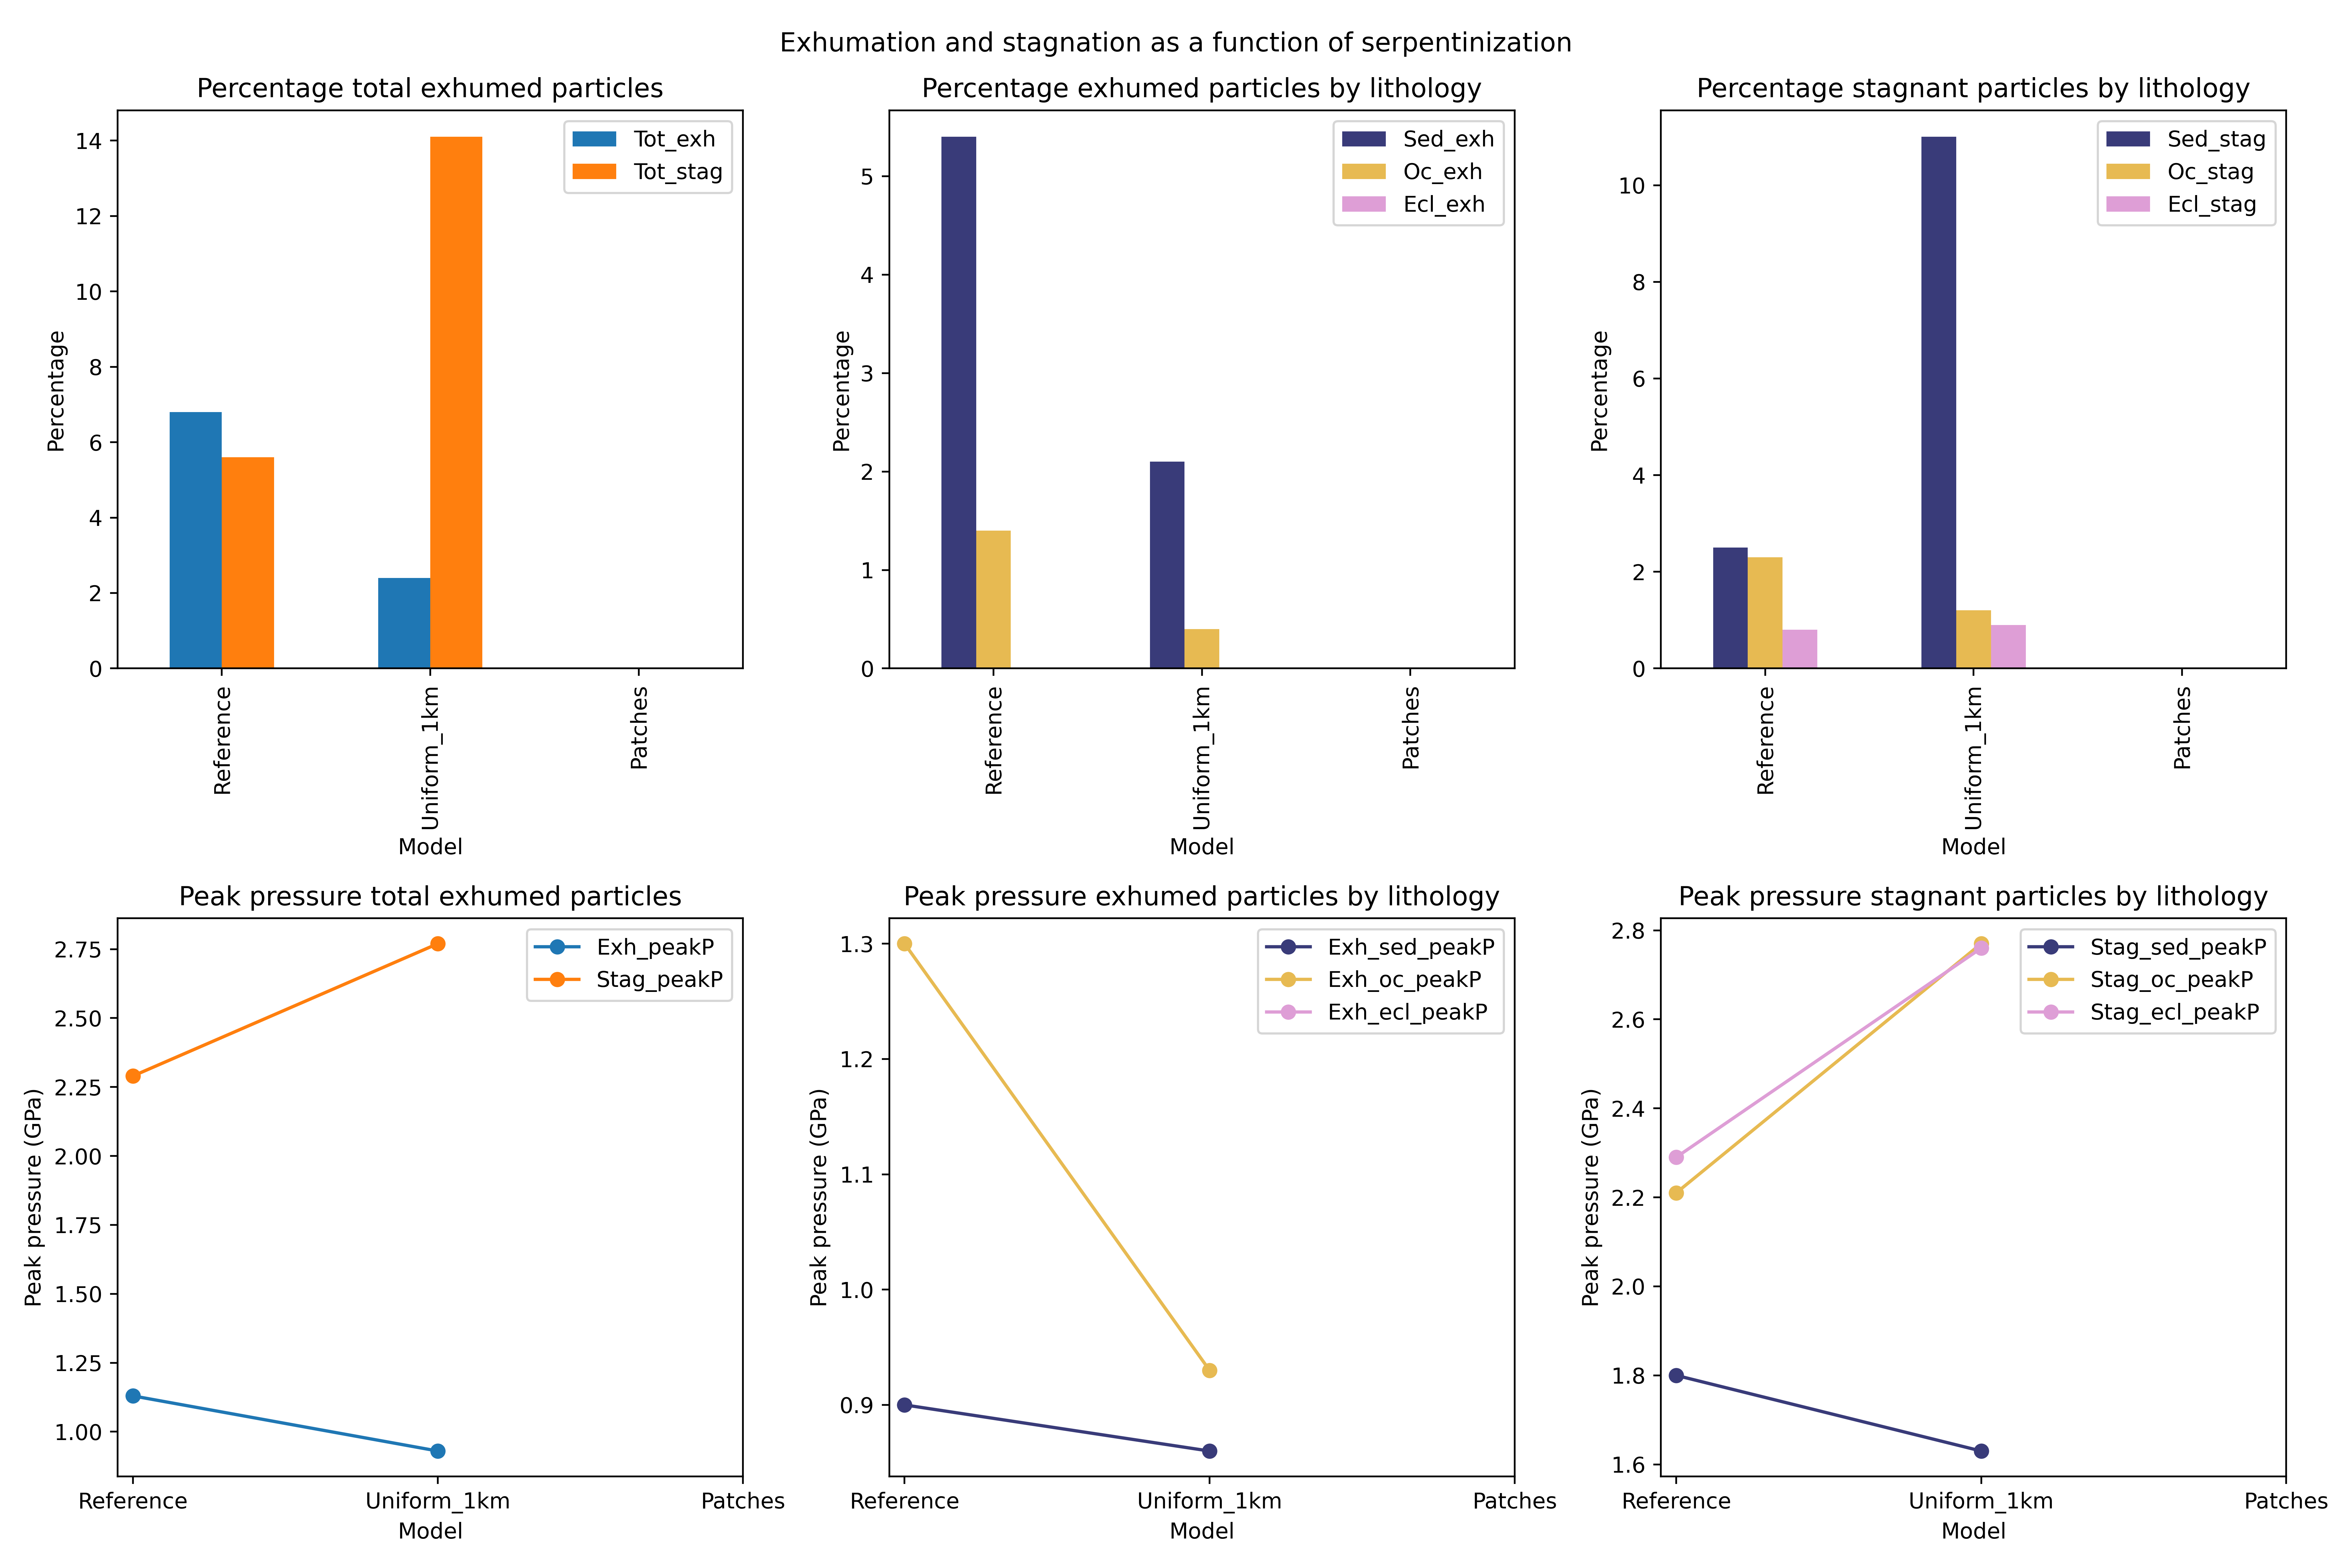 Exhumation and stagnation as a function of serpentinization
Percentage total exhumed particles
Percentage
14
12
10
8
6
4
2
0
Tot_exh
Tot_stag
Reference
Uniform_1km
Patches
Model
Percentage exhumed particles by lithology
Percentage
5
4
3
2
1
0
Sed_exh
Oc_exh
Ecl_exh
Reference
Uniform_1km
Patches
Model
Percentage stagnant particles by lithology
Percentage
10
8
6
4
2
0
Sed_stag
Oc_stag
Ecl_stag
Reference
Uniform_1km
Patches
Model
Peak pressure total exhumed particles
Peak pressure (GPa)
2.75
2.50
2.25
2.00
1.75
1.50
1.25
1.00
Exh_peakP
Stag_peakP
Reference
Uniform_1km
Patches
Model
Peak pressure exhumed particles by lithology
Peak pressure (GPa)
1.3
1.2
1.1
1.0
0.9
Exh_sed_peakP
Exh_oc_peakP
Exh_ecl_peakP
Reference
Uniform_1km
Patches
Model
Peak pressure stagnant particles by lithology
Peak pressure (GPa)
2.8
2.6
2.4
2.2
2.0
1.8
1.6
Stag_sed_peakP
Stag_oc_peakP
Stag_ecl_peakP
Reference
Uniform_1km
Patches
Model